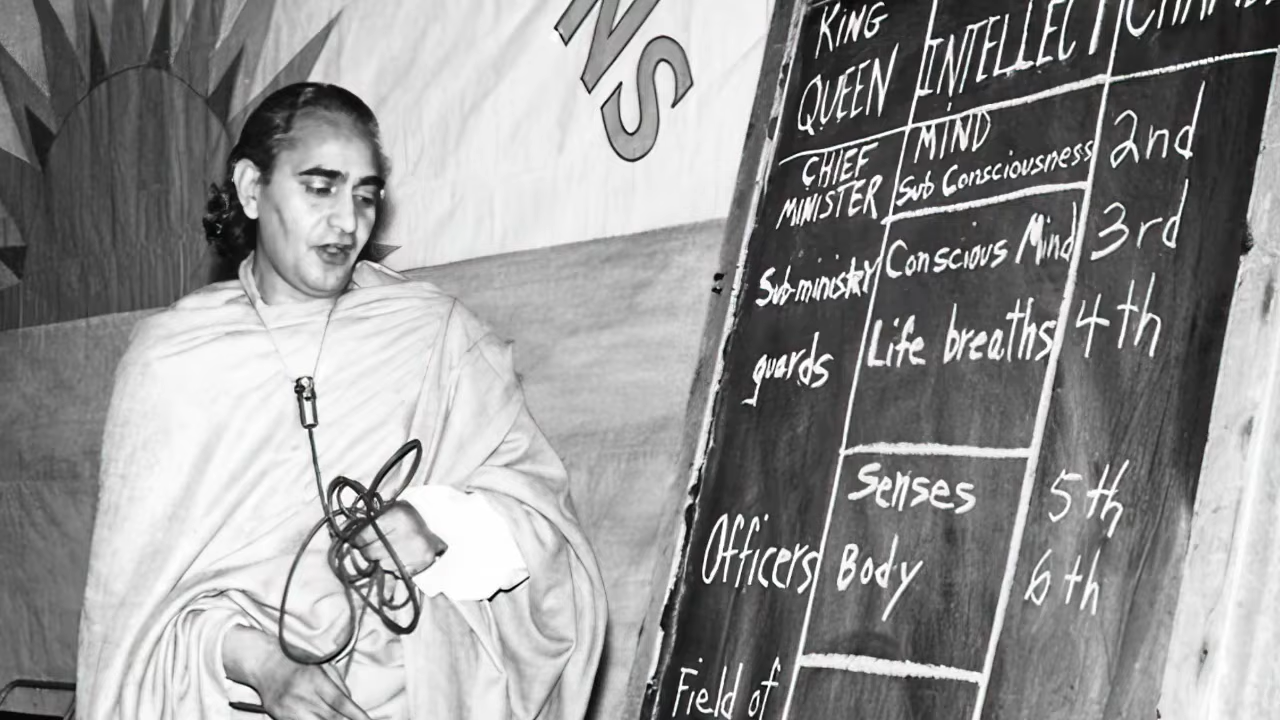 NS
KING
QUEEN
INTELLECT
CHIEF
MINISTER
MIND
Sub Consciousness
2nd
Sub-ministry
Conscious Mind
3rd
guards
Life breaths
4th
Senses
5th
Officers
Body
6th
Field of